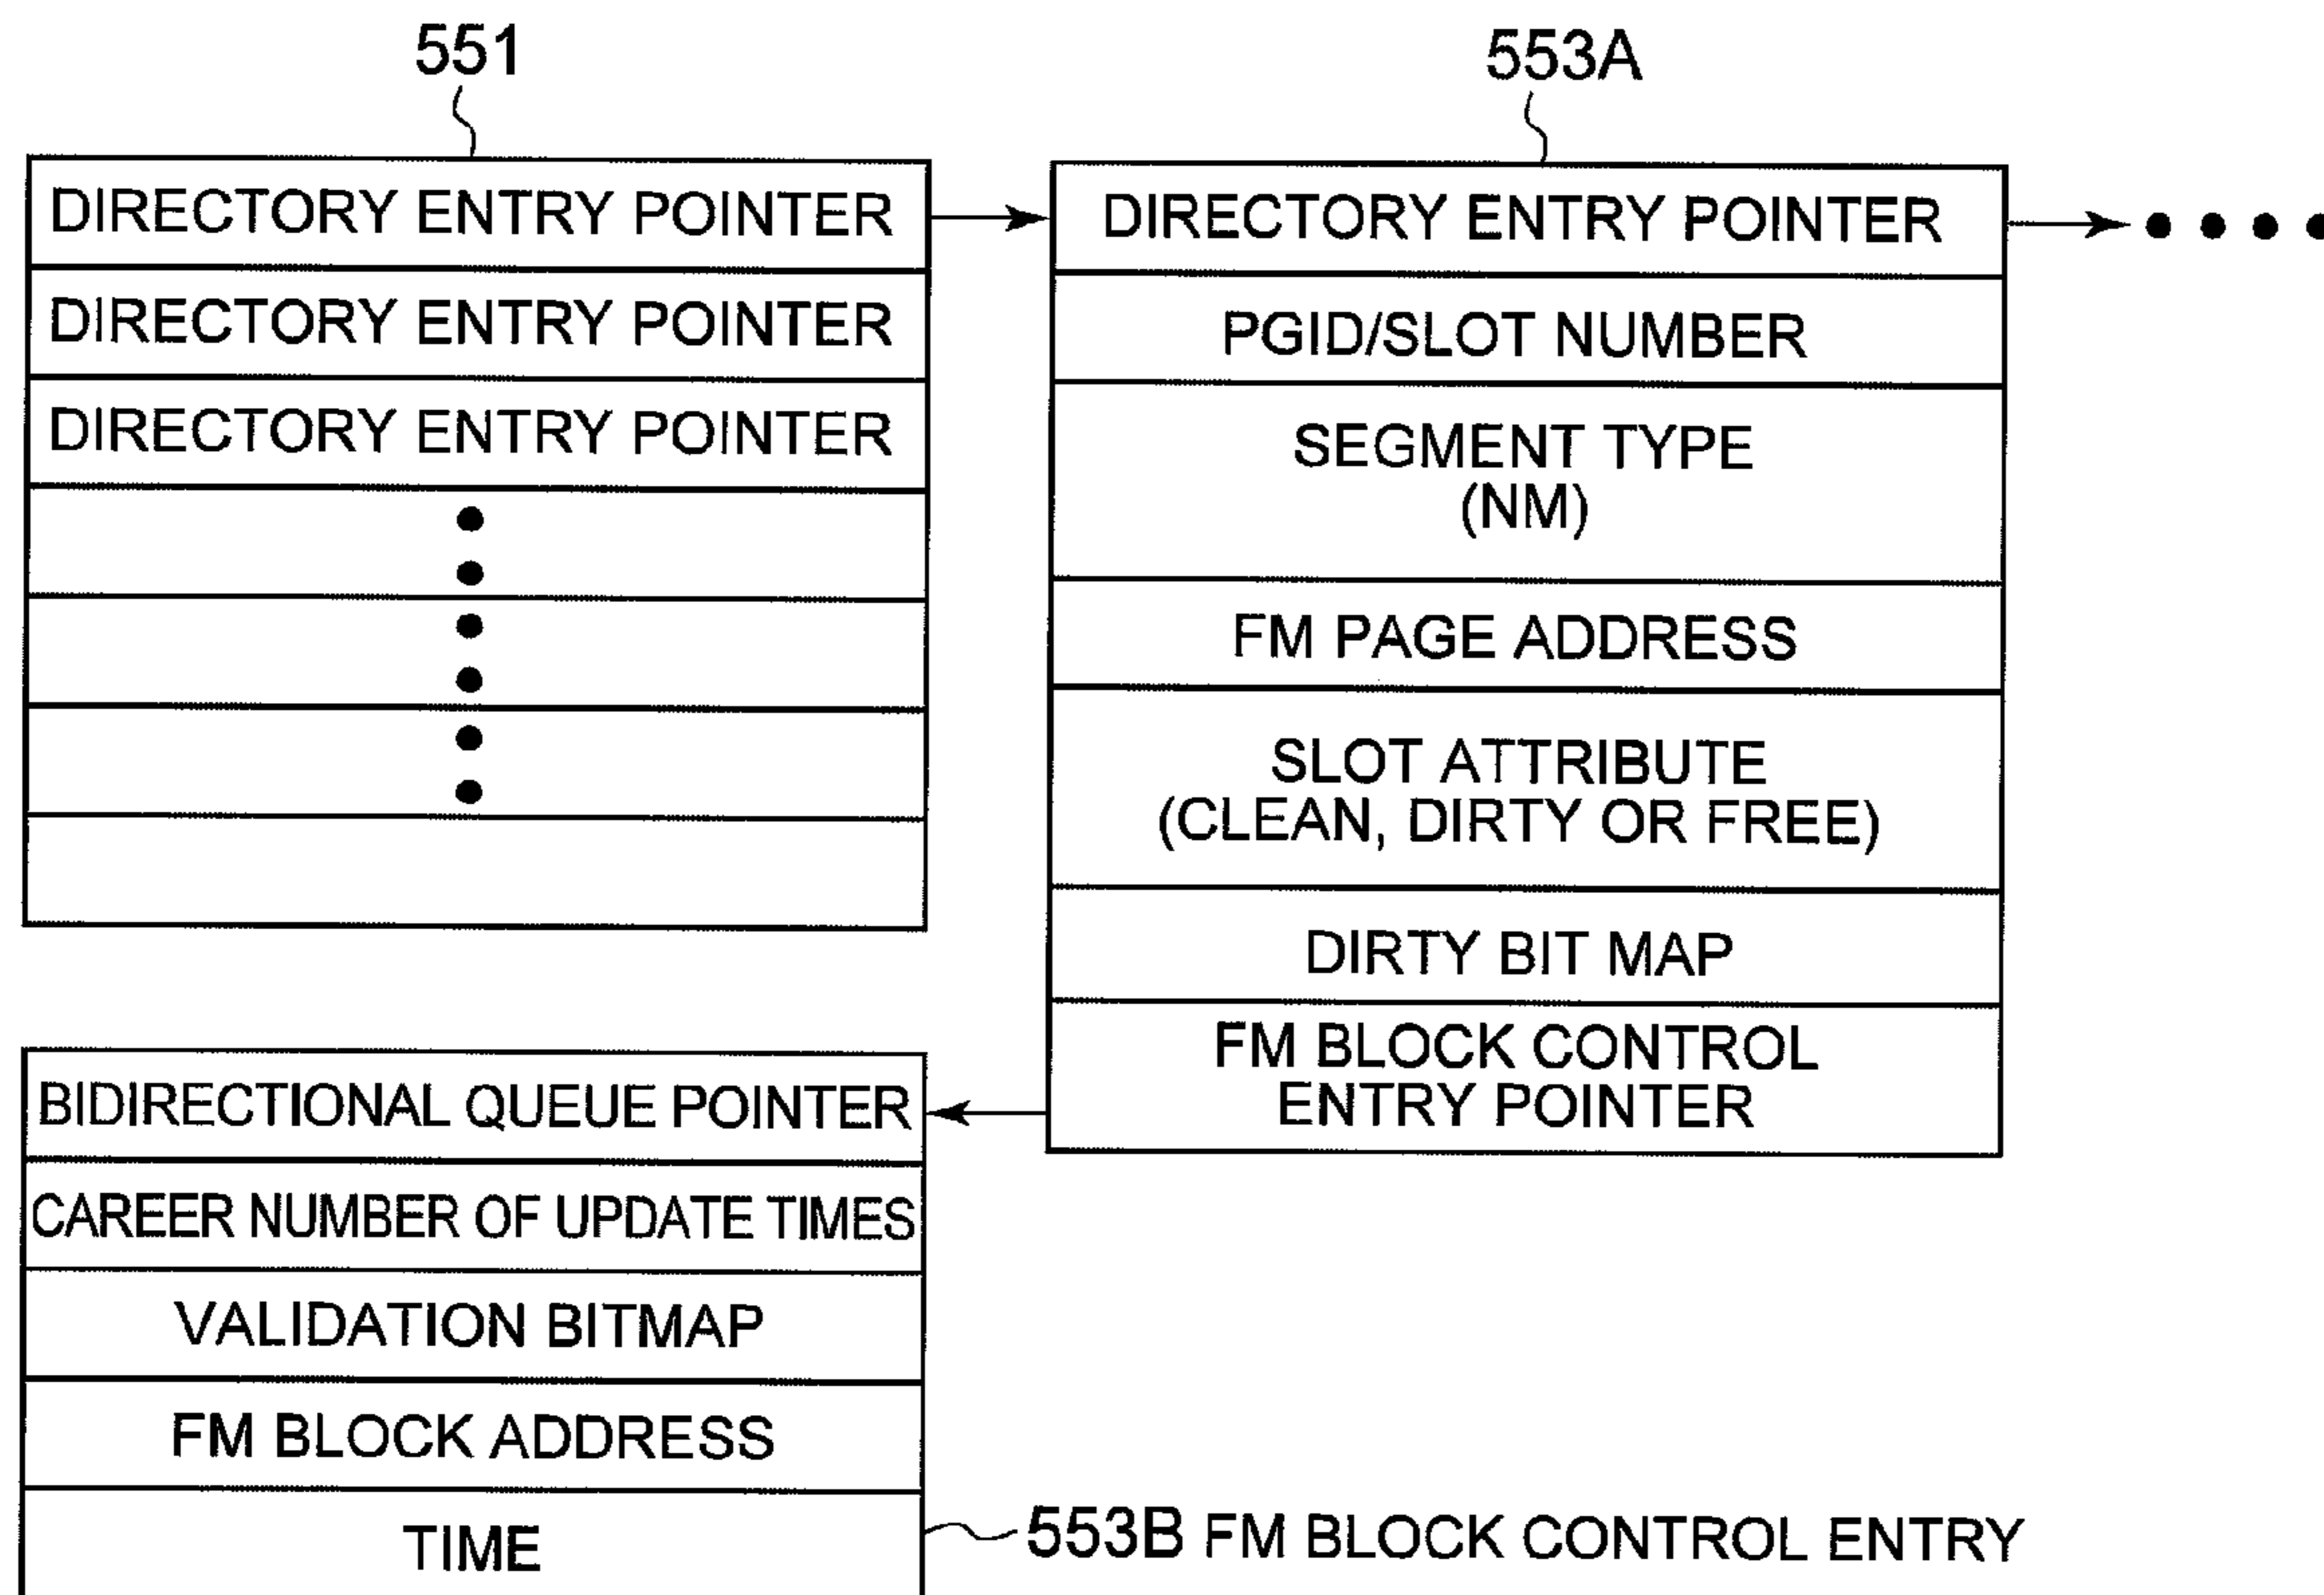 551
DIRECTORY ENTRY POINTER
DIRECTORY ENTRY POINTER
DIRECTORY ENTRY POINTER
553A
DIRECTORY ENTRY POINTER
PGID/SLOT NUMBER
SEGMENT TYPE
(NM)
FM PAGE ADDRESS
SLOT ATTRIBUTE
(CLEAN, DIRTY OR FREE)
DIRTY BIT MAP
FM BLOCK CONTROL
ENTRY POINTER
BIDIRECTIONAL QUEUE POINTER
CAREER NUMBER OF UPDATE TIMES
VALIDATION BITMAP
FM BLOCK ADDRESS
TIME
553B FM BLOCK CONTROL ENTRY